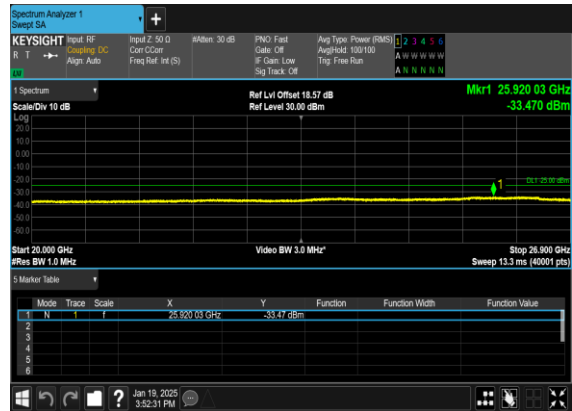 Spectrum Analyzer 1
Swept SA
+
KEYSIGHT Input: RF Input Z: 50 Ω #Atten: 30 dB PNO: Fast Avg Type: Power (RMS) 1 2 3 4 5 6
R T Coupling: DC Corr CCorr Gate: Off Avg|Hold: 100/100 A W W W W W
Align: Auto Freq Ref: Int (S) IF Gain: Low Trig: Free Run
Sig Track: Off A N N N N N
1 Spectrum
Ref Lvl Offset 18.57 dB Mkr1 25.920 03 GHz
Scale/Div 10 dB Ref Level 30.00 dBm -33.470 dBm
Log
20.0
10.0
0.00
-10.0
-20.0
1
DL1 -25.00 dBm
-30.0
-40.0
-50.0
-60.0
Start 20.000 GHz Video BW 3.0 MHz* Stop 26.900 GHz
#Res BW 1.0 MHz Sweep 13.3 ms (40001 pts)
5 Marker Table
Mode Trace Scale X Y Function Function Width Function Value
1 N 1 f 25.920 03 GHz -33.47 dBm
2
3
4
5
6
? Jan 19, 2025
3:52:31 PM